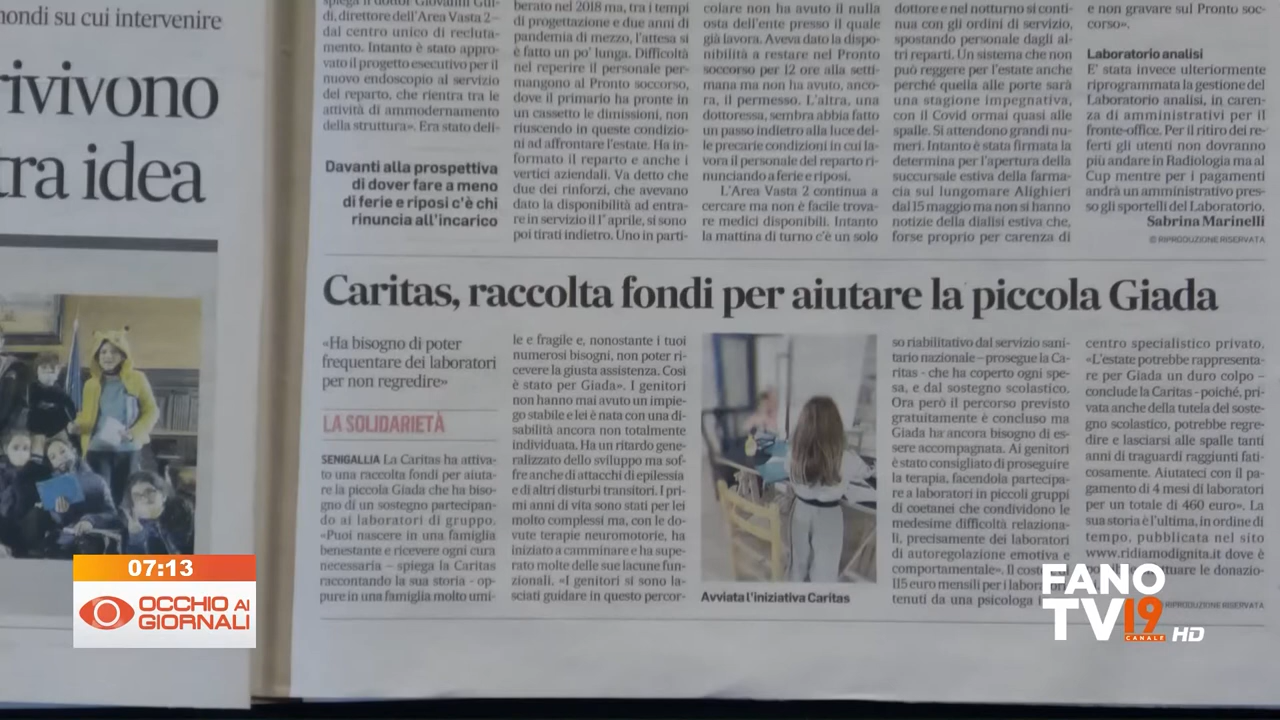 mondi su cui intervenire
rivivono
tra idea
spiega il dottor Giovanni Gui-
di, direttore dell'Area Vasta 2 –
dal centro unico di recluta-
mento. Intanto è stato appro-
vato il progetto esecutivo per il
nuovo endoscopio al servizio
del reparto, che rientra tra le
attività di ammodernamento
della struttura». Era stato deli-
Davanti alla prospettiva
di dover fare a meno
di ferie e riposi c'è chi
rinuncia all'incarico
berato nel 2018 ma, tra i tempi
di progettazione e due anni di
pandemia di mezzo, l'attesa si
è fatta un po' lunga. Difficoltà
nel reperire il personale per-
mangono al Pronto soccorso,
dove il primario ha pronte in
un cassetto le dimissioni, non
riuscendo in queste condizio-
ni ad affrontare l'estate. Ha in-
formato il reparto e anche i
vertici aziendali. Va detto che
due dei rinforzi, che avevano
dato la disponibilità ad entra-
re in servizio il 1° aprile, si sono
poi tirati indietro. Uno in parti-
colare non ha avuto il nulla
osta dell'ente presso il quale
già lavora. Aveva dato la dispo-
nibilità a restare nel Pronto
soccorso per 12 ore alla setti-
mana ma non ha avuto, anco-
ra, il permesso. L'altra, una
dottoressa, sembra abbia fatto
un passo indietro alla luce del-
le precarie condizioni in cui la-
vora il personale del reparto ri-
nunciando a ferie e riposi.
L'Area Vasta 2 continua a
cercare ma non è facile trova-
re medici disponibili. Intanto
la mattina di turno c'è un solo
dottore e nel notturno si conti-
nua con gli ordini di servizio,
spostando personale dagli al-
tri reparti. Un sistema che non
può reggere per l'estate anche
perché quella alle porte sarà
una stagione impegnativa,
con il Covid ormai quasi alle
spalle. Si attendono grandi nu-
meri. Intanto è stata firmata la
determina per l'apertura della
succursale estiva della farma-
cia sul lungomare Alighieri
dal 15 maggio ma non si hanno
notizie della dialisi estiva che,
forse proprio per carenza di
e non gravare sul Pronto soc-
corso».
Laboratorio analisi
E' stata invece ulteriormente
riprogrammata la gestione del
Laboratorio analisi, in caren-
za di amministrativi per il
fronte-office. Per il ritiro dei re-
ferti gli utenti non dovranno
più andare in Radiologia ma al
Cup mentre per i pagamenti
andrà un amministrativo pres-
so gli sportelli del Laboratorio.
Sabrina Marinelli
© RIPRODUZIONE RISERVATA
Caritas, raccolta fondi per aiutare la piccola Giada
«Ha bisogno di poter
frequentare dei laboratori
per non regredire»
LA SOLIDARIETÀ
SENIGALLIA La Caritas ha attiva-
to una raccolta fondi per aiuta-
re la piccola Giada che ha biso-
gno di un sostegno partecipan-
do ai laboratori di gruppo.
«Puoi nascere in una famiglia
benestante e ricevere ogni cura
necessaria – spiega la Caritas
raccontando la sua storia - op-
pure in una famiglia molto umi-
le e fragile e, nonostante i tuoi
numerosi bisogni, non poter ri-
cevere la giusta assistenza. Così
è stato per Giada». I genitori
non hanno mai avuto un impie-
go stabile e lei è nata con una di-
sabilità ancora non totalmente
individuata. Ha un ritardo gene-
ralizzato dello sviluppo ma sof-
fre anche di attacchi di epilessia
e di altri disturbi transitori. I pri-
mi anni di vita sono stati per lei
molto complessi ma, con le do-
vute terapie neuromotorie, ha
iniziato a camminare e ha supe-
rato molte delle sue lacune fun-
zionali. «I genitori si sono la-
sciati guidare in questo percor-
Avviata l'iniziativa Caritas
so riabilitativo dal servizio sani-
tario nazionale – prosegue la Ca-
ritas - che ha coperto ogni spe-
sa, e dal sostegno scolastico.
Ora però il percorso previsto
gratuitamente è concluso ma
Giada ha ancora bisogno di es-
sere accompagnata. Ai genitori
è stato consigliato di proseguire
la terapia, facendola partecipa-
re a laboratori in piccoli gruppi
di coetanei che condividono le
medesime difficoltà relaziona-
li, precisamente dei laboratori
di autoregolazione emotiva e
comportamentale». Il costo
115 euro mensili per i labor
tenuti da una psicologa
centro specialistico privato.
«L'estate potrebbe rappresenta-
re per Giada un duro colpo –
conclude la Caritas - poiché, pri-
vata anche della tutela del soste-
gno scolastico, potrebbe regre-
dire e lasciarsi alle spalle tanti
anni di traguardi raggiunti fati-
cosamente. Aiutateci con il pa-
gamento di 4 mesi di laboratori
per un totale di 460 euro». La
sua storia è l'ultima, in ordine di
tempo, pubblicata nel sito
www.ridiamodignita.it dove è
tuare le donazio-
RIPRODUZIONE RISERVATA
07:13
OCCHIO AI
GIORNALI
FANO
TV 19
CANALE HD